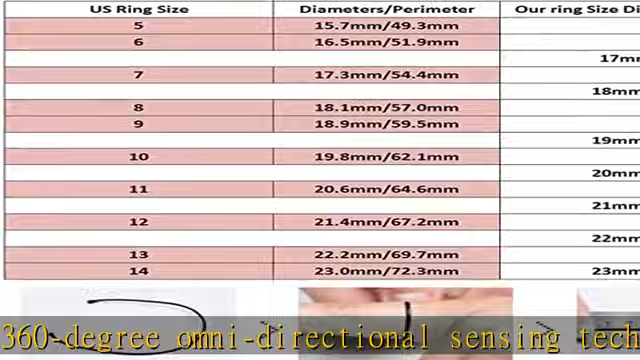 US Ring Size Diameters/Perimeter Our ring Size Di
5 15.7mm/49.3mm
6 16.5mm/51.9mm
17mm
7 17.3mm/54.4mm
18mm
8 18.1mm/57.0mm
9 18.9mm/59.5mm
19mm
10 19.8mm/62.1mm
20mm
11 20.6mm/64.6mm
21mm
12 21.4mm/67.2mm
22mm
13 22.2mm/69.7mm
14 23.0mm/72.3mm 23mm
360-degree omni-directional sensing tech